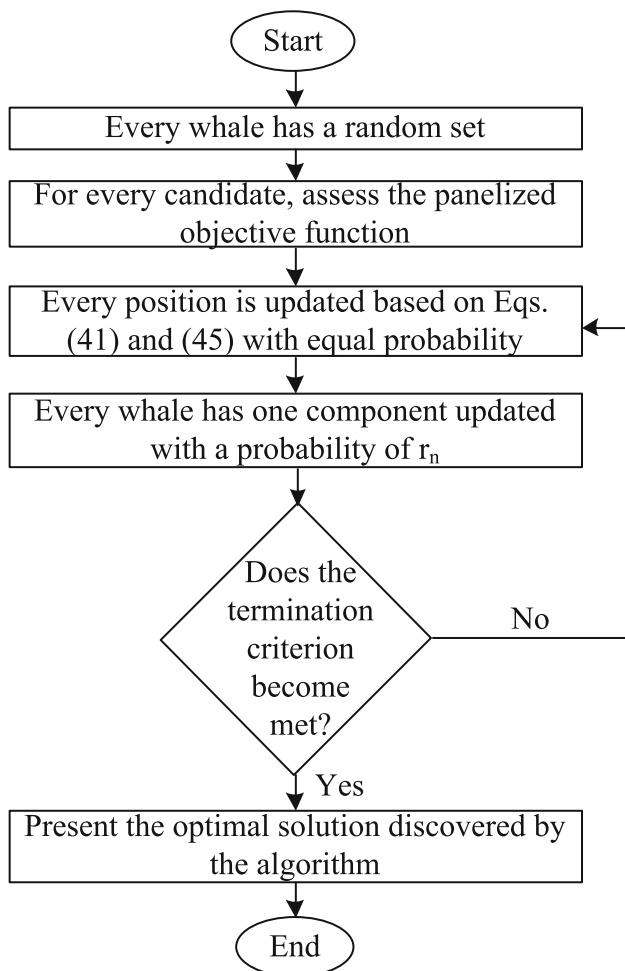 Start
Every whale has a random set
For every candidate, assess the panelized
objective function
Every position is updated based on Eqs.
(41) and (45) with equal probability
Every whale has one component updated
with a probability of rₙ
Does the
termination
criterion
become
met?
No
Yes
Present the optimal solution discovered by
the algorithm
End